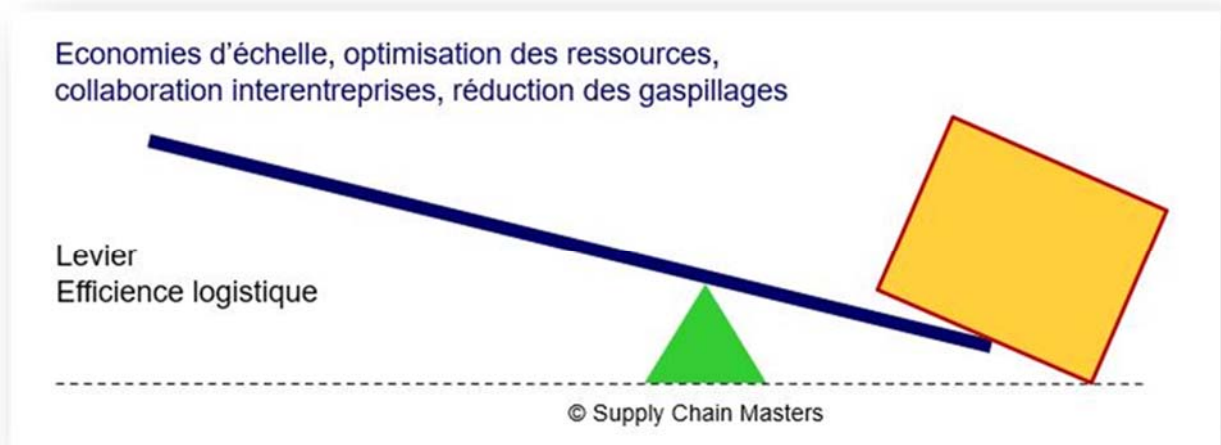 Economies d'échelle, optimisation des ressources,
collaboration interentreprises, réduction des gaspillages
Levier
Efficience logistique
© Supply Chain Masters